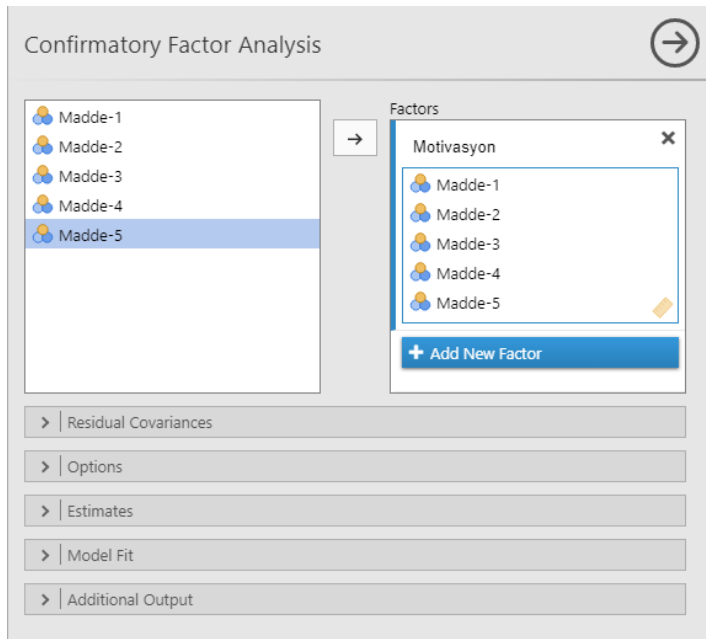 Confirmatory Factor Analysis
Madde-1
Madde-2
Madde-3
Madde-4
Madde-5
Factors
Motivasyon
Madde-1
Madde-2
Madde-3
Madde-4
Madde-5
Add New Factor
Residual Covariances
Options
Estimates
Model Fit
Additional Output